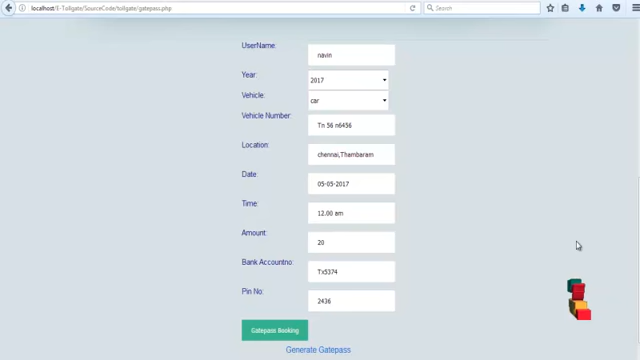 localhost/E-Tollgate/SourceCode/tollgate/gatepass.php
Search
UserName: navin
Year: 2017
Vehicle: car
Vehicle Number: Tn 56 n6456
Location: chennai,Thambaram
Date: 05-05-2017
Time: 12.00 am
Amount: 20
Bank Accountno: Tx5374
Pin No: 2436
Gatepass Booking
Generate Gatepass